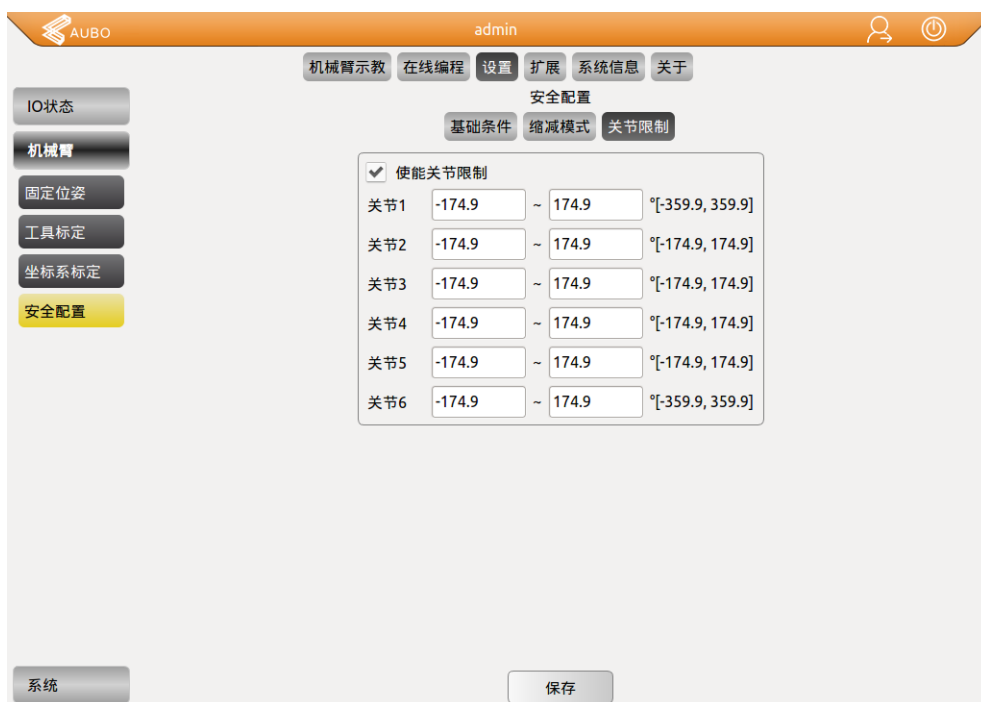 AUBO
admin
机械臂示教 在线编程 设置 扩展 系统信息 关于
IO状态
机械臂
固定位姿
工具标定
坐标系标定
安全配置
系统
安全配置
基础条件 缩减模式 关节限制
使能关节限制
关节1 -174.9 ~ 174.9 °[-359.9, 359.9]
关节2 -174.9 ~ 174.9 °[-174.9, 174.9]
关节3 -174.9 ~ 174.9 °[-174.9, 174.9]
关节4 -174.9 ~ 174.9 °[-174.9, 174.9]
关节5 -174.9 ~ 174.9 °[-174.9, 174.9]
关节6 -174.9 ~ 174.9 °[-359.9, 359.9]
保存